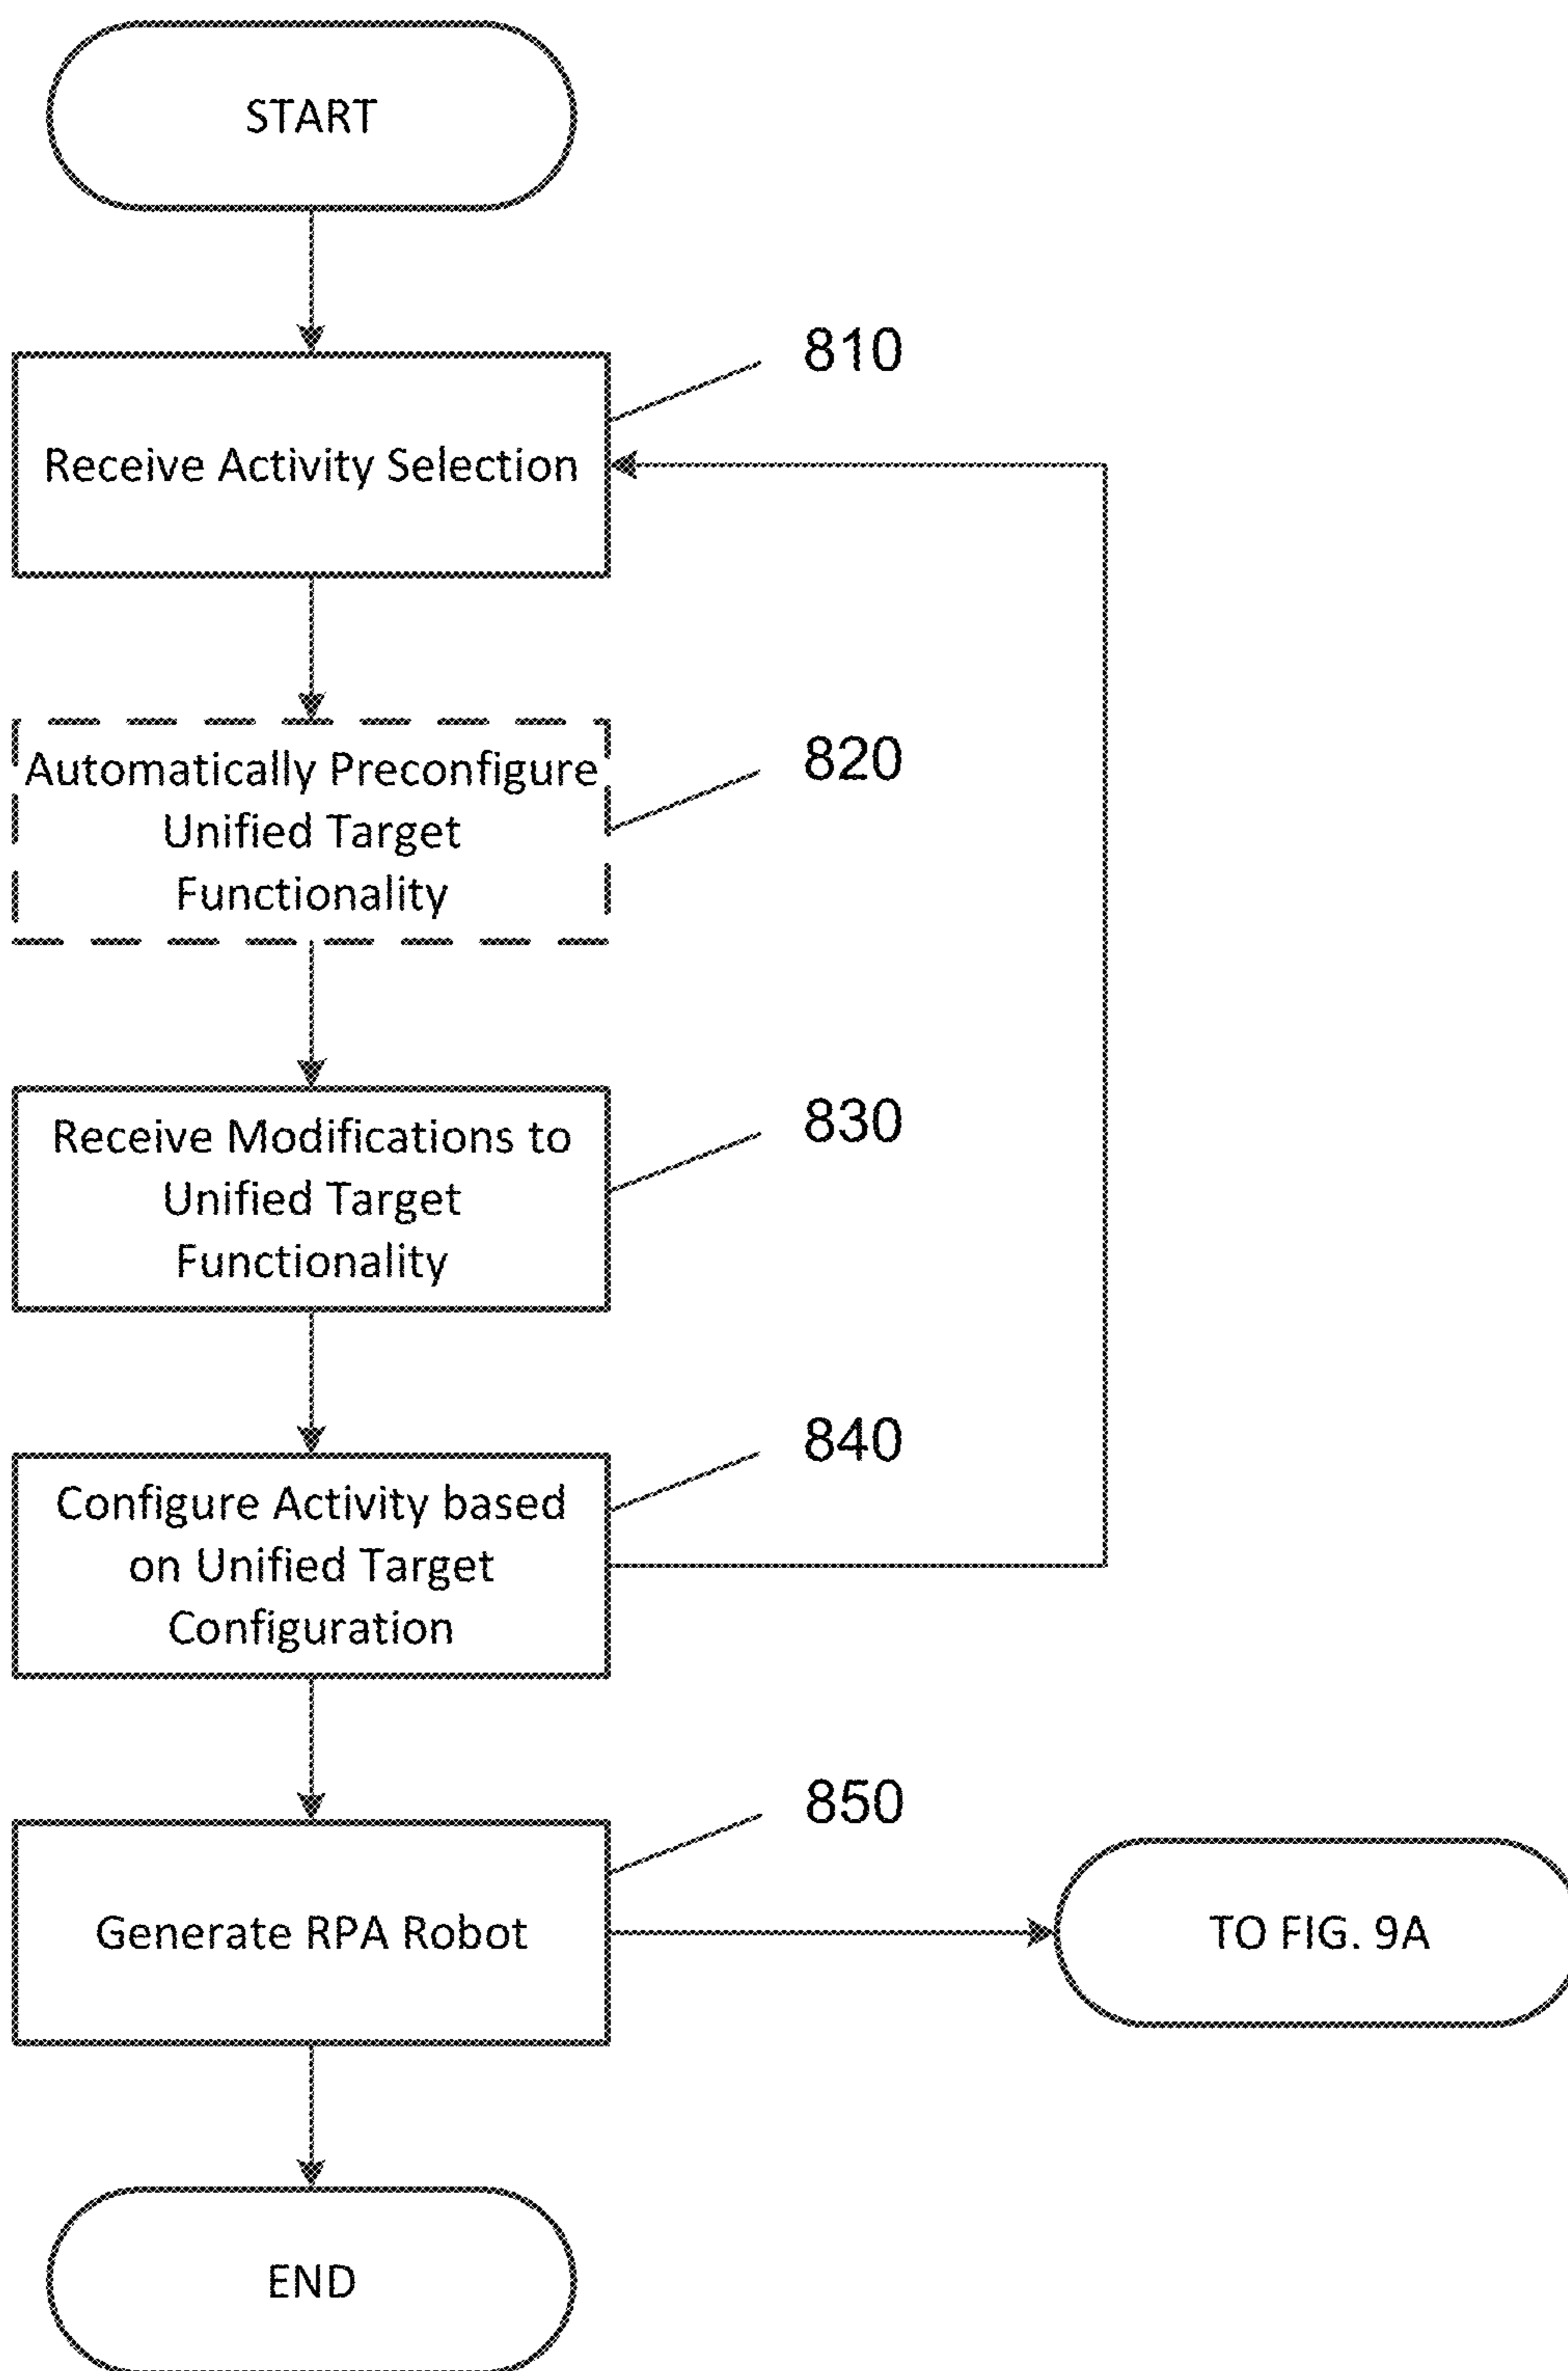 START
810
Receive Activity Selection
820
Automatically Preconfigure
Unified Target
Functionality
830
Receive Modifications to
Unified Target
Functionality
840
Configure Activity based
on Unified Target
Configuration
850
Generate RPA Robot
TO FIG. 9A
END